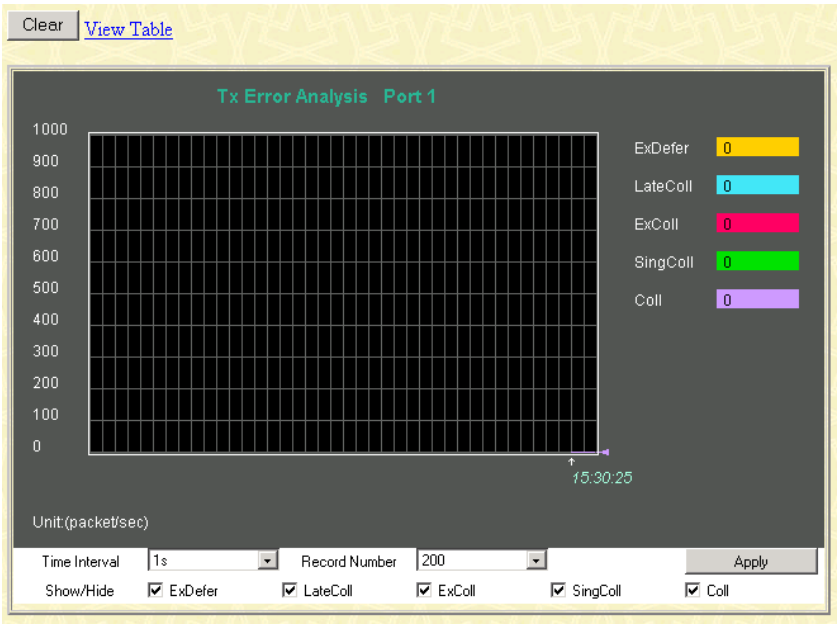 Clear View Table
Tx Error Analysis Port 1
1000
900
800
700
600
500
400
300
200
100
0
ExDefer 0
LateColl 0
ExColl 0
SingColl 0
Coll 0
15:30:25
Unit:(packet/sec)
Time Interval 1s Record Number 200 Apply
Show/Hide ExDefer LateColl ExColl SingColl Coll